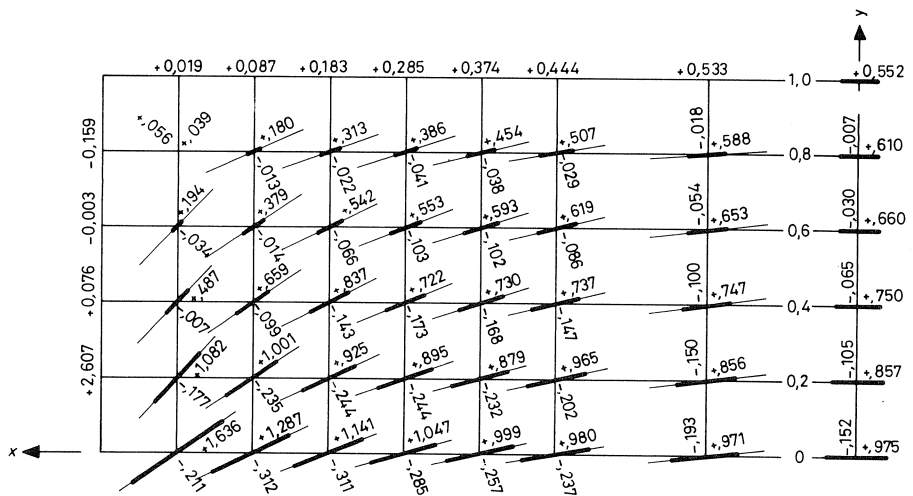 y
+0,019 +0,087 +0,183 +0,285 +0,374 +0,444 +0,533 1,0 +0,552
+,056 +,039 +,180 +,313 +,386 +,454 +,507 -,018 +,588 -,007 +,610
-0,159 -,013 -,022 -,041 -,038 -,029 0,8
+,194 +,379 +,542 +,553 +,593 +,619 -,054 +,653 -,030 +,660
-0,003 -,034 -,014 -,066 -,103 -,102 -,086 0,6
+,487 +,659 +,837 +,722 +,730 +,737 -,100 +,747 -,065 +,750
+0,076 -,007 -,099 -,143 -,173 -,168 -,147 0,4
+1,082 +1,001 +,925 +,895 +,879 +,965 -,150 +,856 -,105 +,857
+2,607 -,177 -,235 -,244 -,244 -,232 -,202 0,2
+1,636 +1,287 +1,141 +1,047 +,999 +,980 -,193 +,971 -,152 +,975
x -,211 -,312 -,311 -,285 -,257 -,237 0